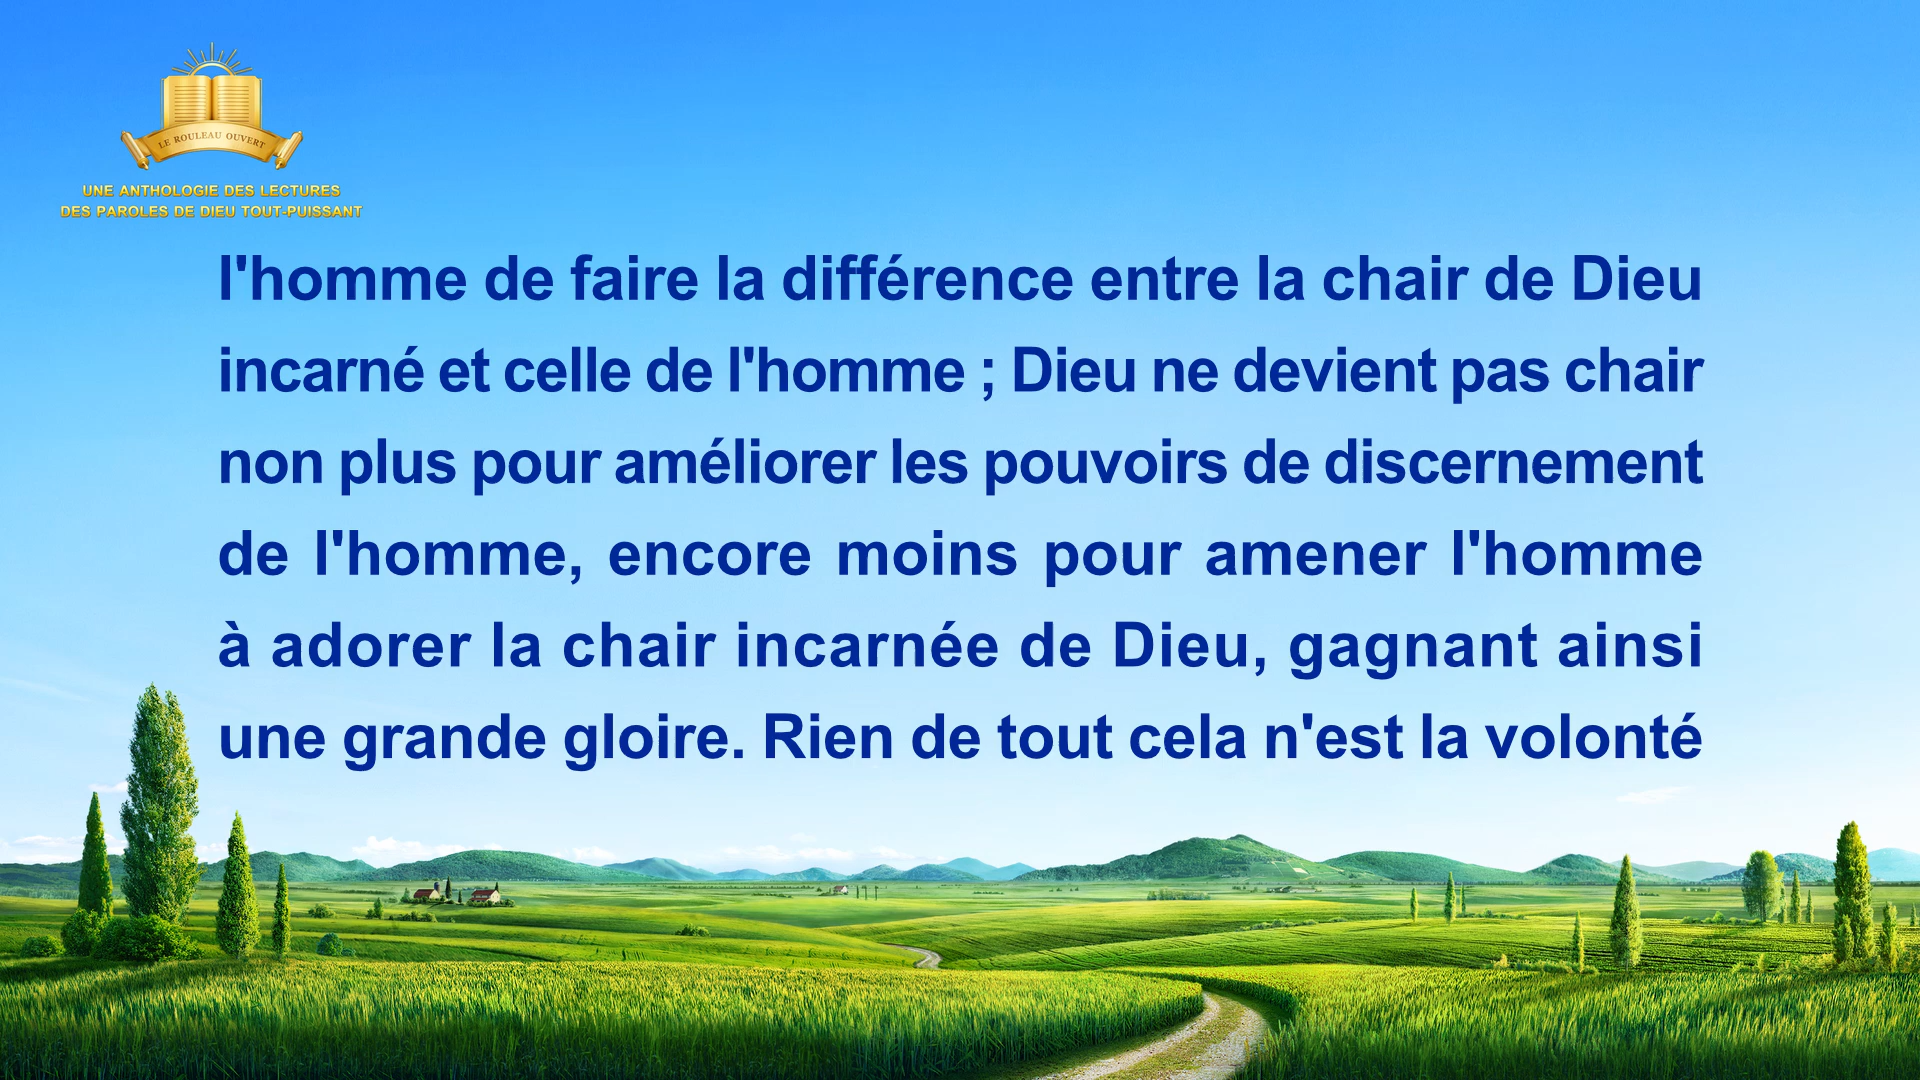 LE ROULEAU OUVERT
UNE ANTHOLOGIE DES LECTURES
DES PAROLES DE DIEU TOUT-PUISSANT
l'homme de faire la différence entre la chair de Dieu
incarné et celle de l'homme ; Dieu ne devient pas chair
non plus pour améliorer les pouvoirs de discernement
de l'homme, encore moins pour amener l'homme
à adorer la chair incarnée de Dieu, gagnant ainsi
une grande gloire. Rien de tout cela n'est la volonté